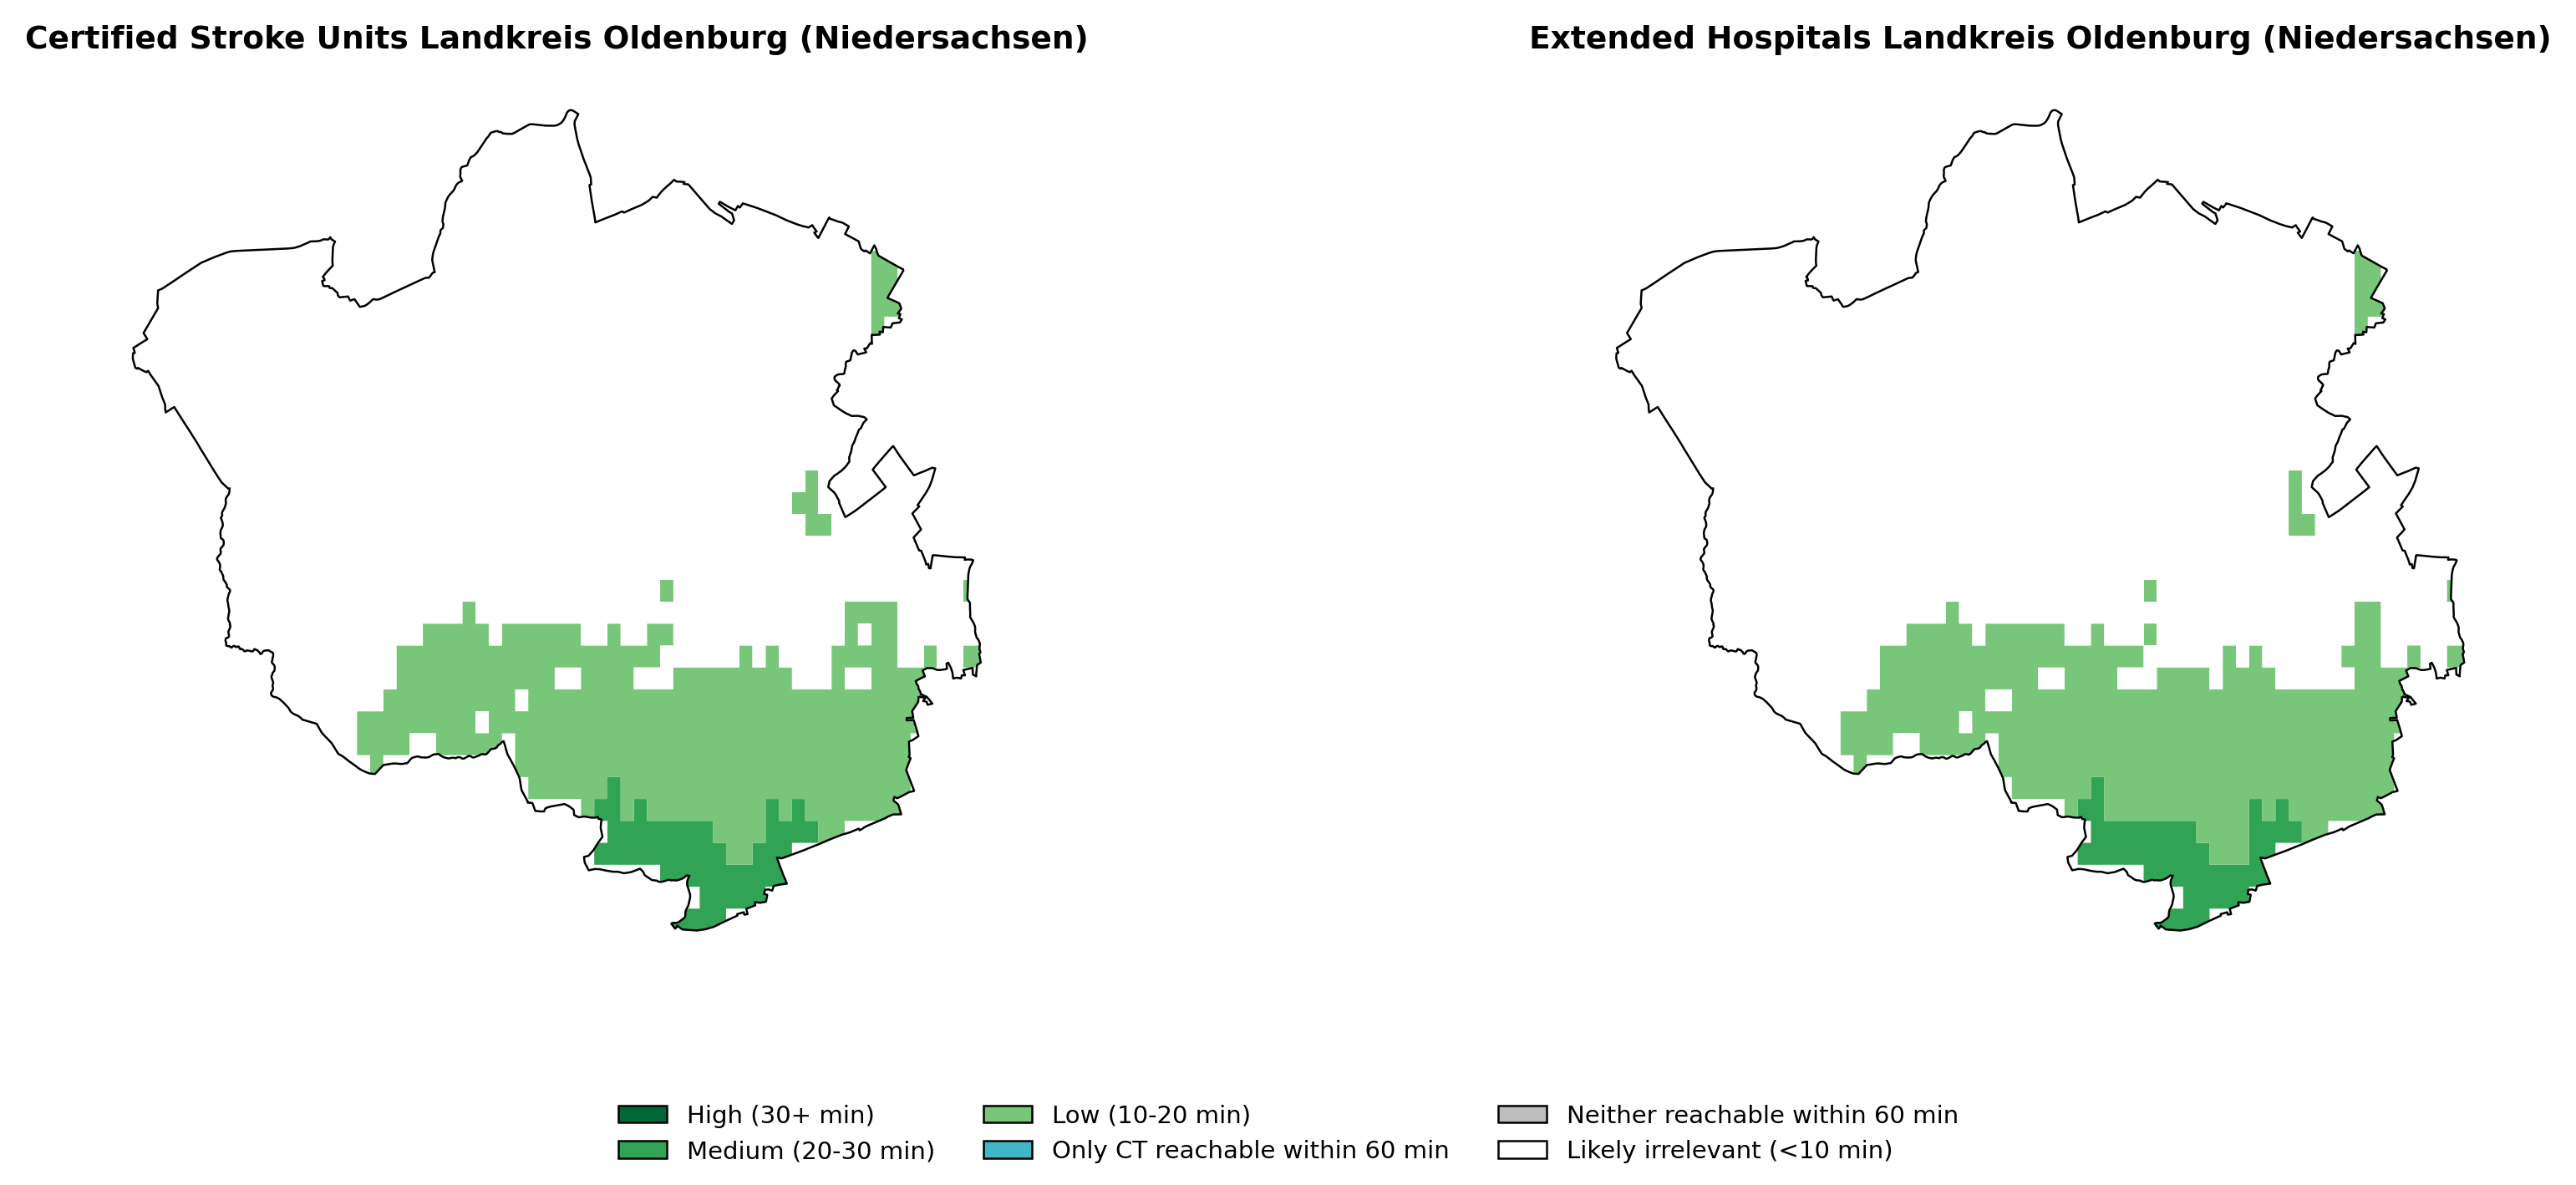 Certified Stroke Units Landkreis Oldenburg (Niedersachsen)
Extended Hospitals Landkreis Oldenburg (Niedersachsen)
High (30+ min)
Medium (20-30 min)
Low (10-20 min)
Only CT reachable within 60 min
Neither reachable within 60 min
Likely irrelevant (<10 min)